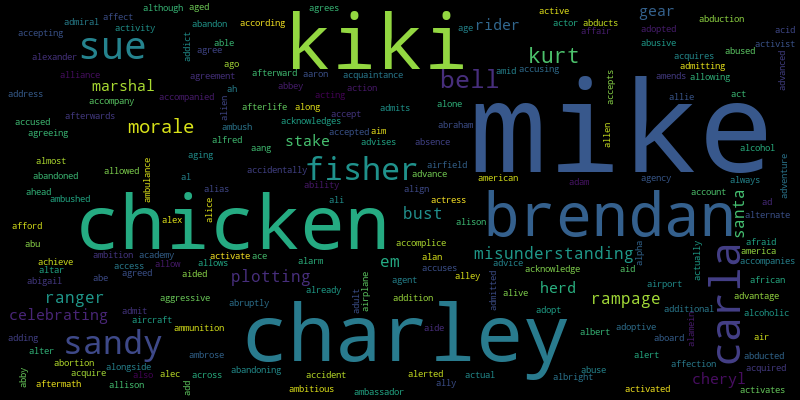 although aged abandon according agrees active abduction
admiral affect activity kiki age rider actor abducts gear adopted acid
accepting sue addict able afterward aaron acquaintance kurt affair abusive abused activist
alexander agree ago amid accusing acquires admitting advanced
alliance agreement abbey action bell accepts amends allowing
address marshal accompany accompanied ah afterlife along acting admits alone mike allie act
accused afterwards alien accept abraham alcohol
agreeing morale ambush acknowledges accepted aim absence allen
alfred stake advises airfield
almost aging aang fisher advance american adam agency always adventure
abandoned allowed ambulance al accidentally ability align
ahead ambushed chicken alias ali actress brendan account santa ad
afford alex alice bust alison alternate
abu accomplice misunderstanding alpha afraid america
achieve ambition academy activate ace alarm em alan advice actually accompanies
altar access allow allows accuses alley acknowledge aid
abigail abe agreed aided plotting airplane agent admitted alive herd airport carla african
ranger aggressive already adult addition rampage additional advantage
celebrating admit abruptly charley adopt alameiz alcoholic
adding aircraft ammunition aide albert adoptive aboard air
alter sandy ambrose alert abducted
abortion alongside across abandoning accident alerted actual albright abuse affection acquired
abby acquire also alec add ally cheryl
aftermath allison ambitious ambassador activated activates